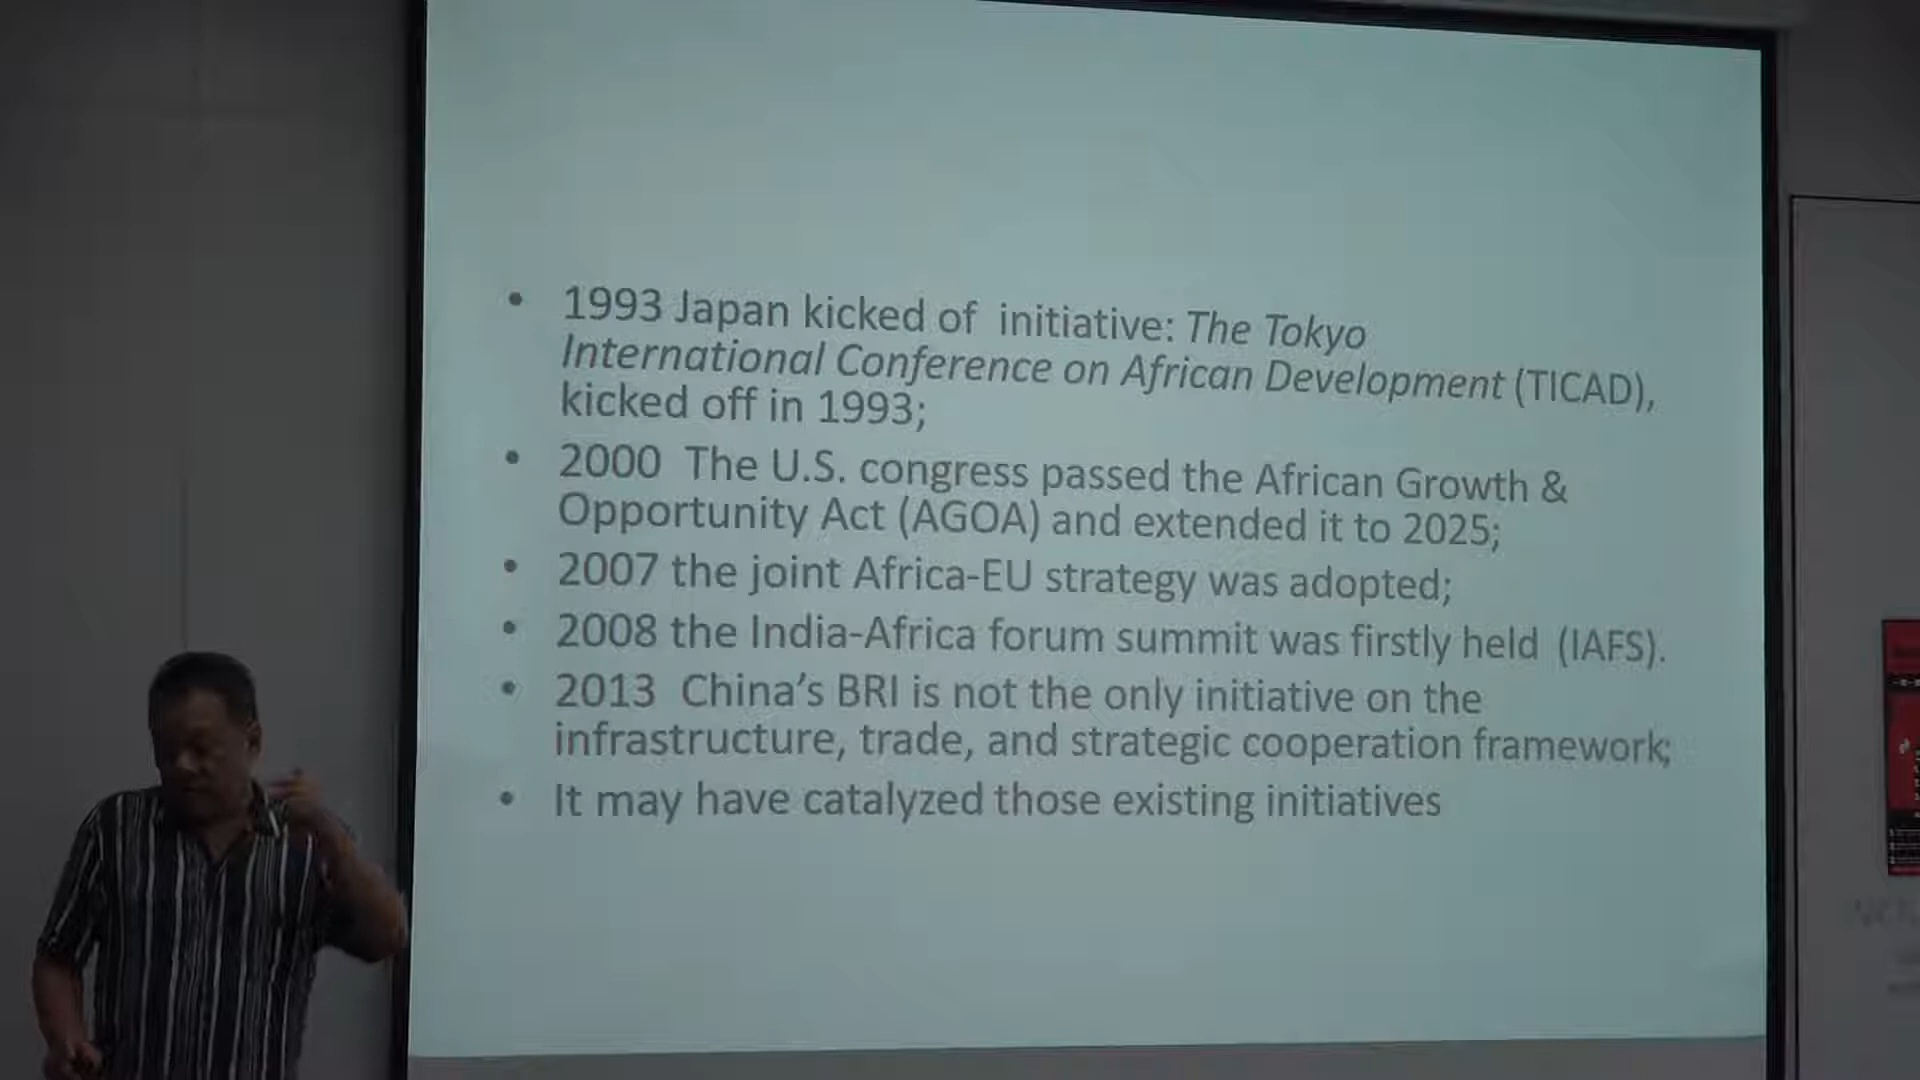 • 1993 Japan kicked of initiative: The Tokyo
International Conference on African Development (TICAD),
kicked off in 1993;
• 2000 The U.S. congress passed the African Growth &
Opportunity Act (AGOA) and extended it to 2025;
• 2007 the joint Africa-EU strategy was adopted;
• 2008 the India-Africa forum summit was firstly held (IAFS).
• 2013 China's BRI is not the only initiative on the
infrastructure, trade, and strategic cooperation framework;
• It may have catalyzed those existing initiatives